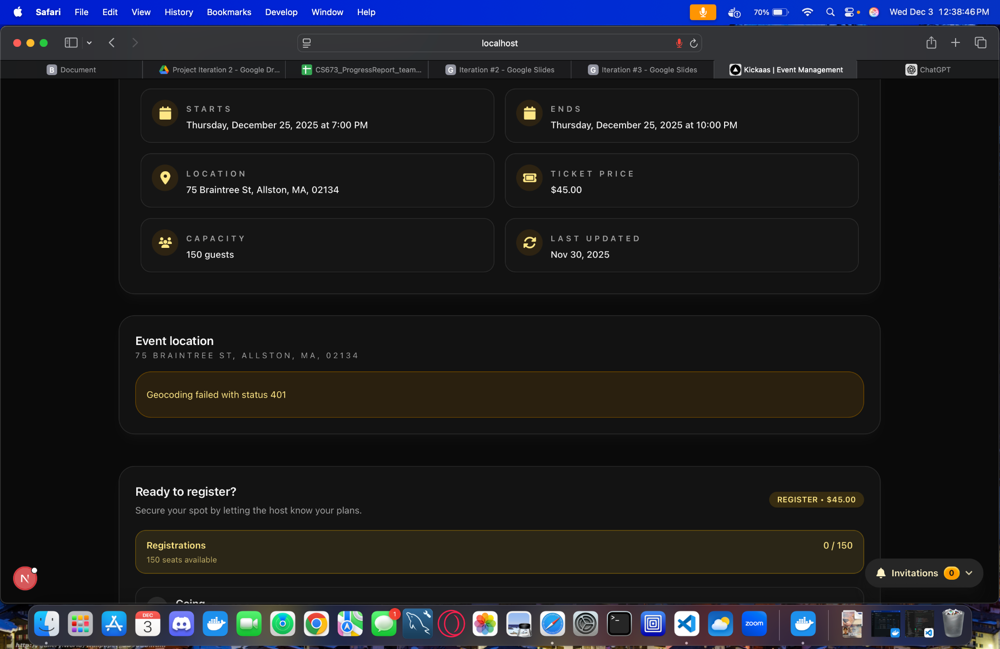 Safari File Edit View History Bookmarks Develop Window Help 70% Wed Dec 3 12:38:46 PM
localhost
B Document
Project Iteration 2 - Google Dr...
CS673_ProgressReport_team...
G Iteration #2 - Google Slides
G Iteration #3 - Google Slides
Kickaas | Event Management
ChatGPT
STARTS
Thursday, December 25, 2025 at 7:00 PM
ENDS
Thursday, December 25, 2025 at 10:00 PM
LOCATION
75 Braintree St, Allston, MA, 02134
TICKET PRICE
$45.00
CAPACITY
150 guests
LAST UPDATED
Nov 30, 2025
Event location
75 BRAINTREE ST, ALLSTON, MA, 02134
Geocoding failed with status 401
Ready to register?
Secure your spot by letting the host know your plans.
REGISTER • $45.00
Registrations
0 / 150
150 seats available
N
Invitations 0
Going
DEC
3
1
zoom